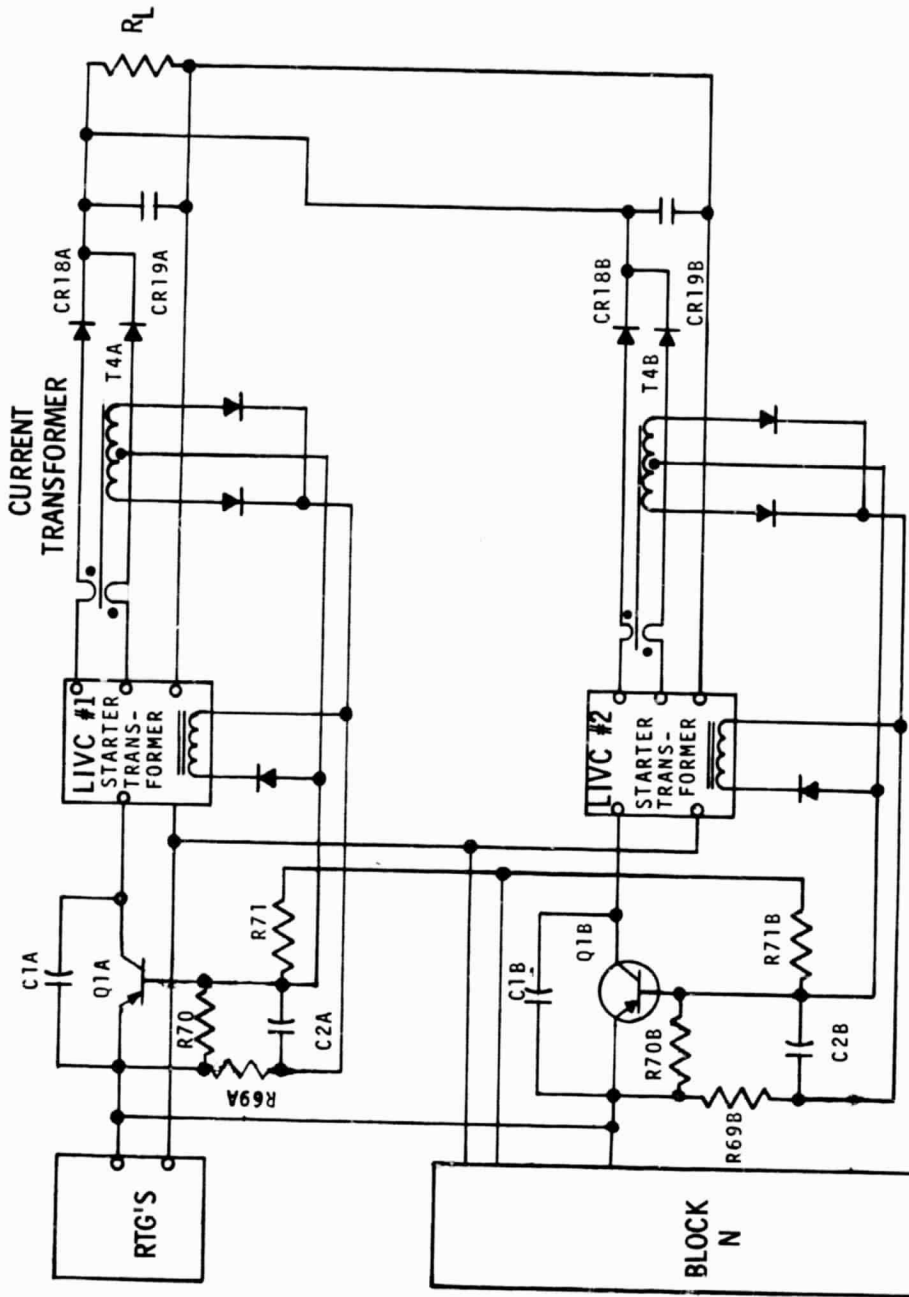 CURRENT
TRANSFORMER
R_L
CR18A
CR19A
T4A
LIVC #1
STARTER
TRANS-
FORMER
C1A
Q1A
R71
R70
C2A
R69A
RTG'S
CR18B
CR19B
T4B
LIVC #2
STARTER
TRANS-
FORMER
C1B
Q1B
R71B
R70B
C2B
R69B
BLOCK
N